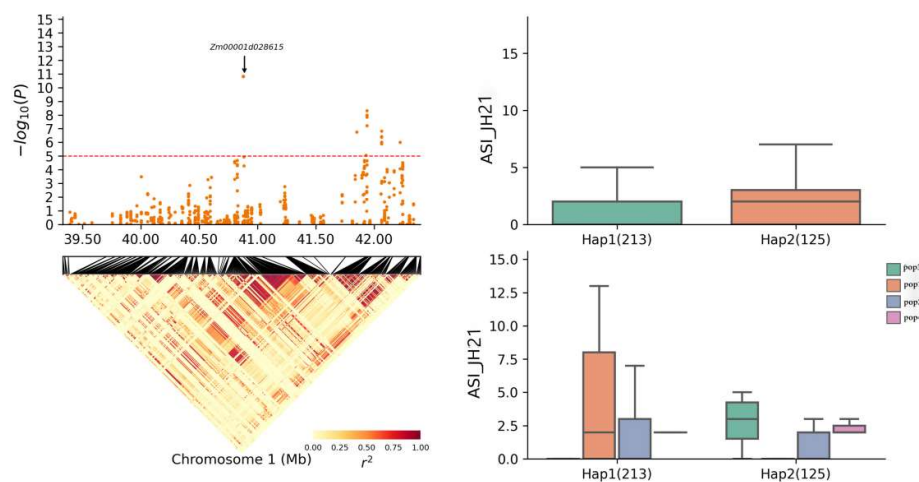 15
14
13
12
11
10
9
8
7
6
5
4
3
2
1
0
−log10(P)
Zm00001d028615
39.50 40.00 40.50 41.00 41.50 42.00
Chromosome 1 (Mb)
0.00 0.25 0.50 0.75 1.00
r²
15
10
5
0
ASI_JH21
Hap1(213) Hap2(125)
15.0
12.5
10.0
7.5
5.0
2.5
0.0
ASI_JH21
Hap1(213) Hap2(125)